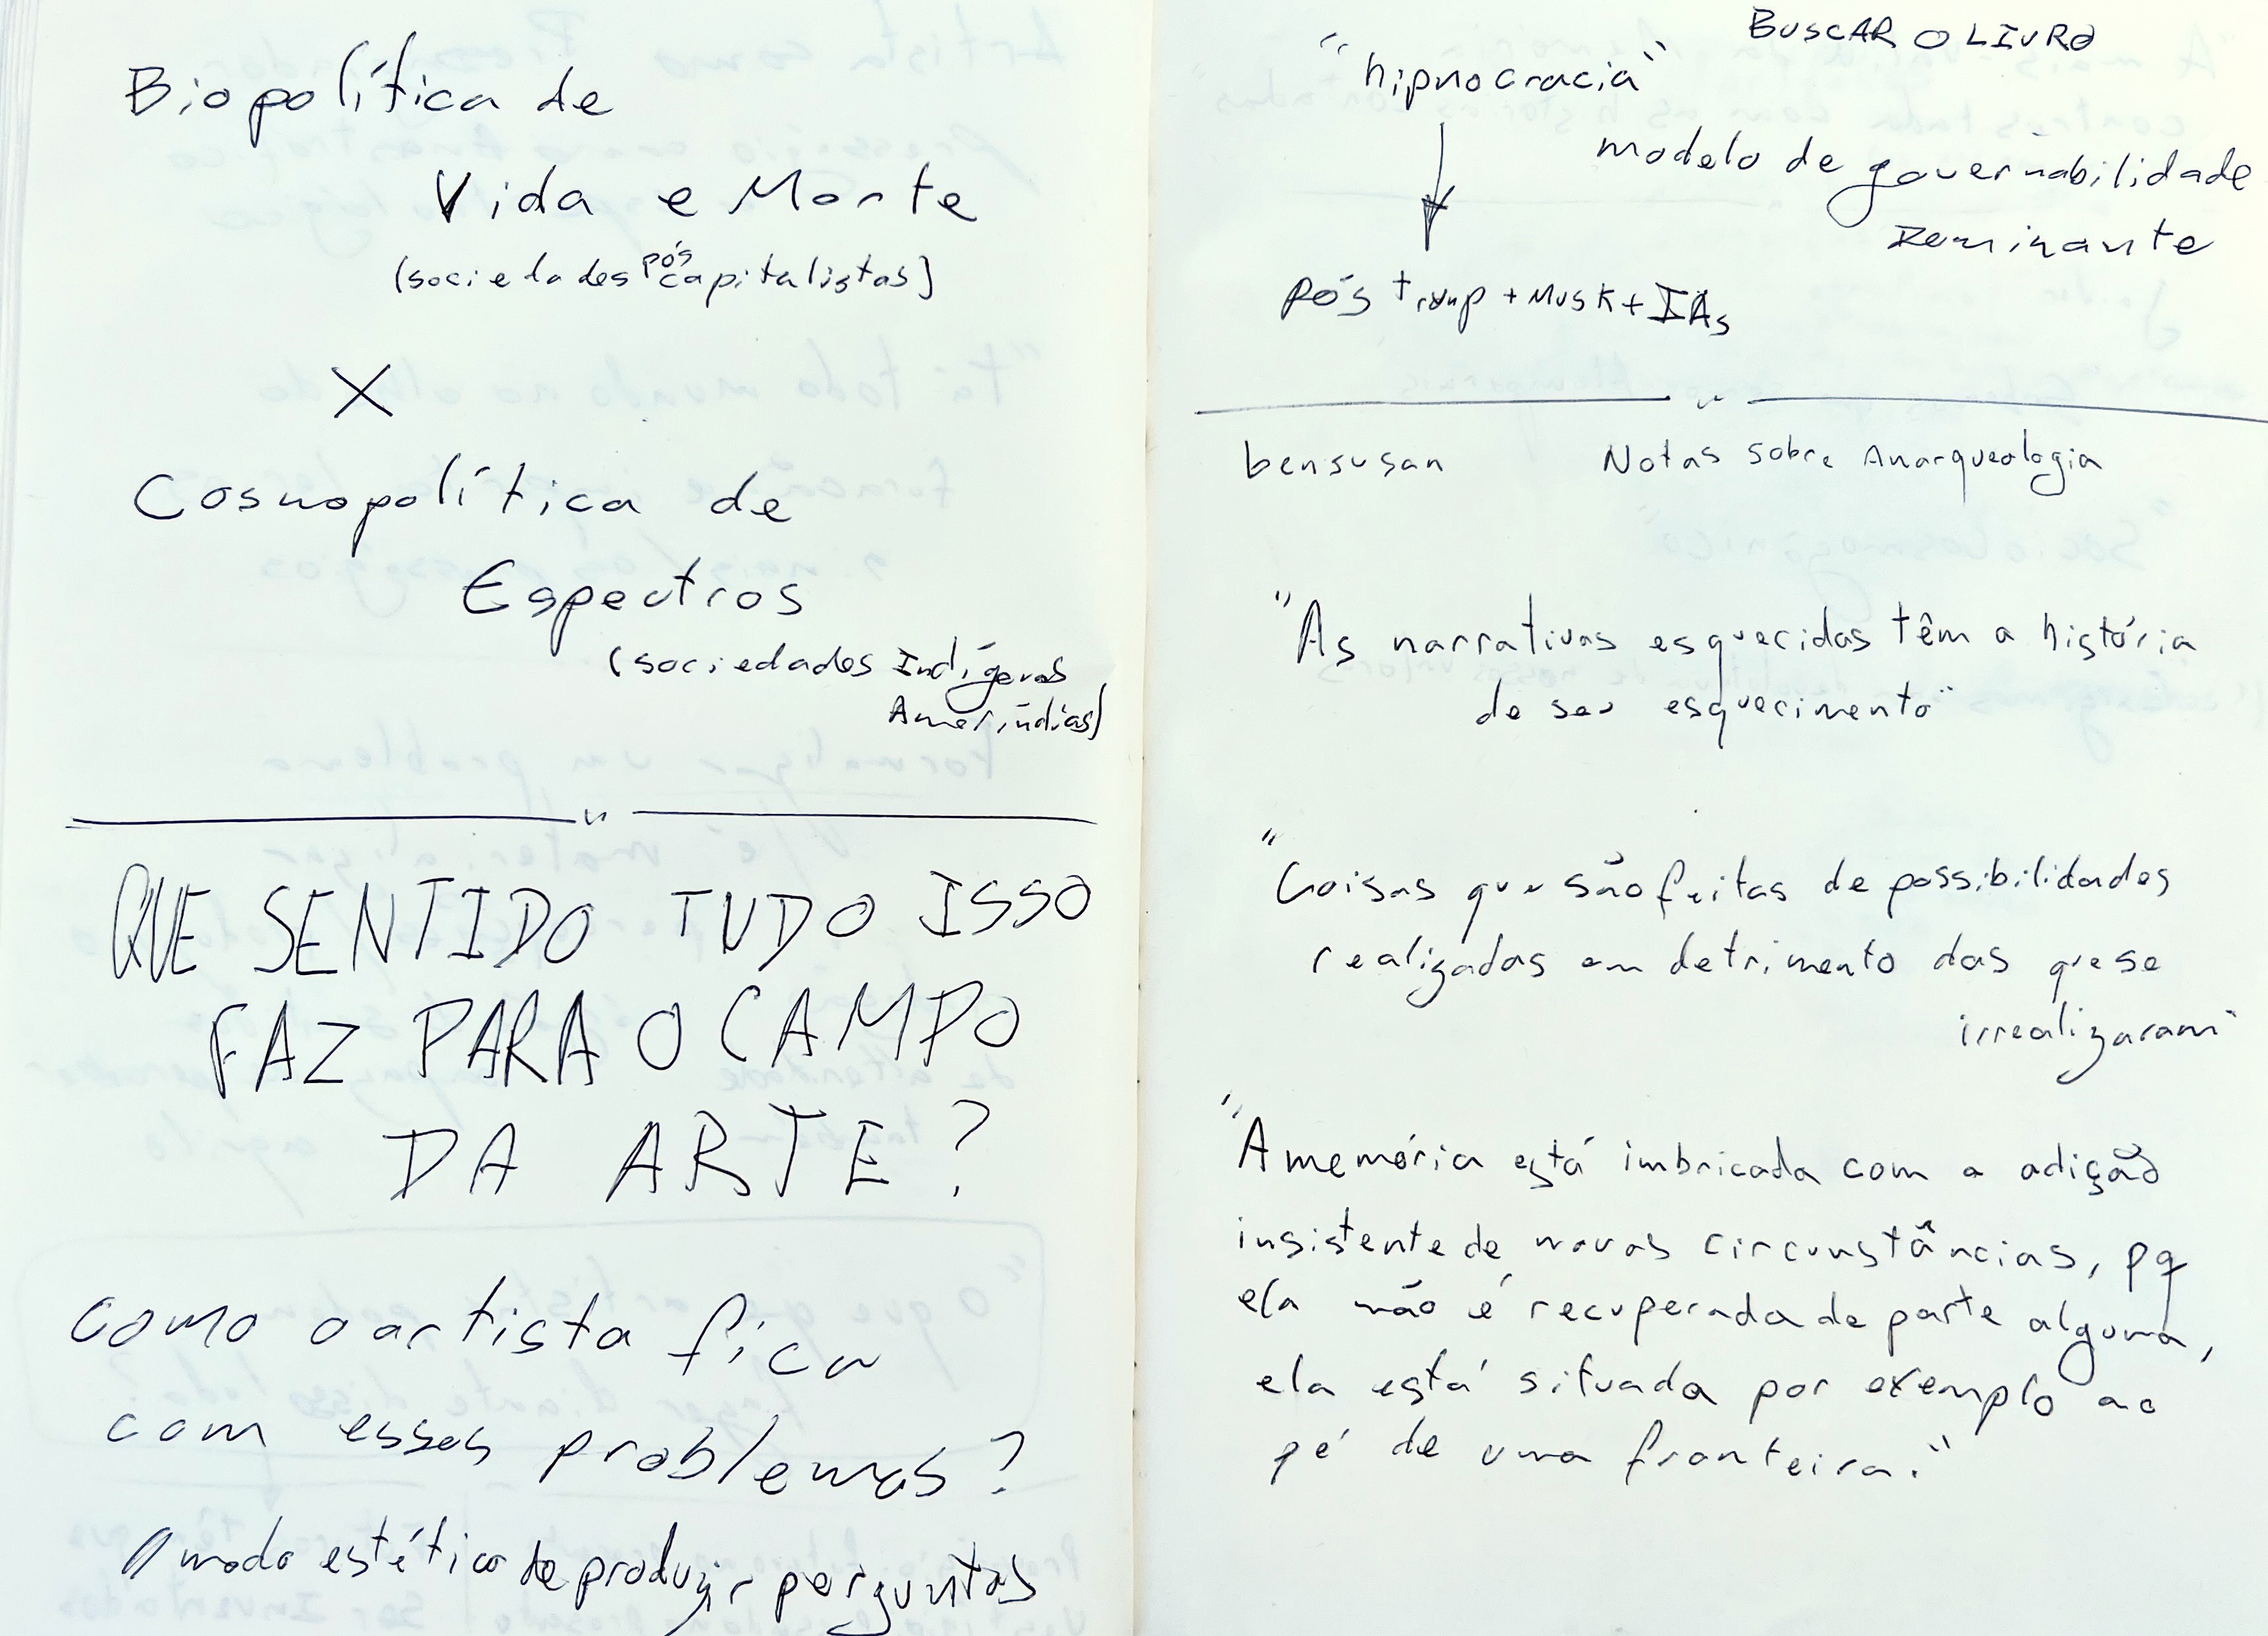 Biopolítica de
Vida e Morte
(sociedades pós capitalistas)
X
Cosmopolítica de
Espectros
(sociedades Indígenas
Ameríndias)
QUE SENTIDO TUDO ISSO
FAZ PARA O CAMPO
DA ARTE?
como o artista fica
com esses problemas?
O modo estético de produzir perguntas
BUSCAR O LIVRO
"hipnocracia"
modelo de governabilidade
Dominante
pós trump + Musk + IAs
bensusan Notas sobre Anarqueologia
"As narrativas esquecidas têm a história
de seu esquecimento"
"Coisas que são feitas de possibilidades
realizadas em detrimento das que se
irrealizaram"
"A memória está imbricada com a adição
insistente de novas circunstâncias, pq
ela não é recuperada de parte alguma,
ela está situada por exemplo ao
pé de uma fronteira."